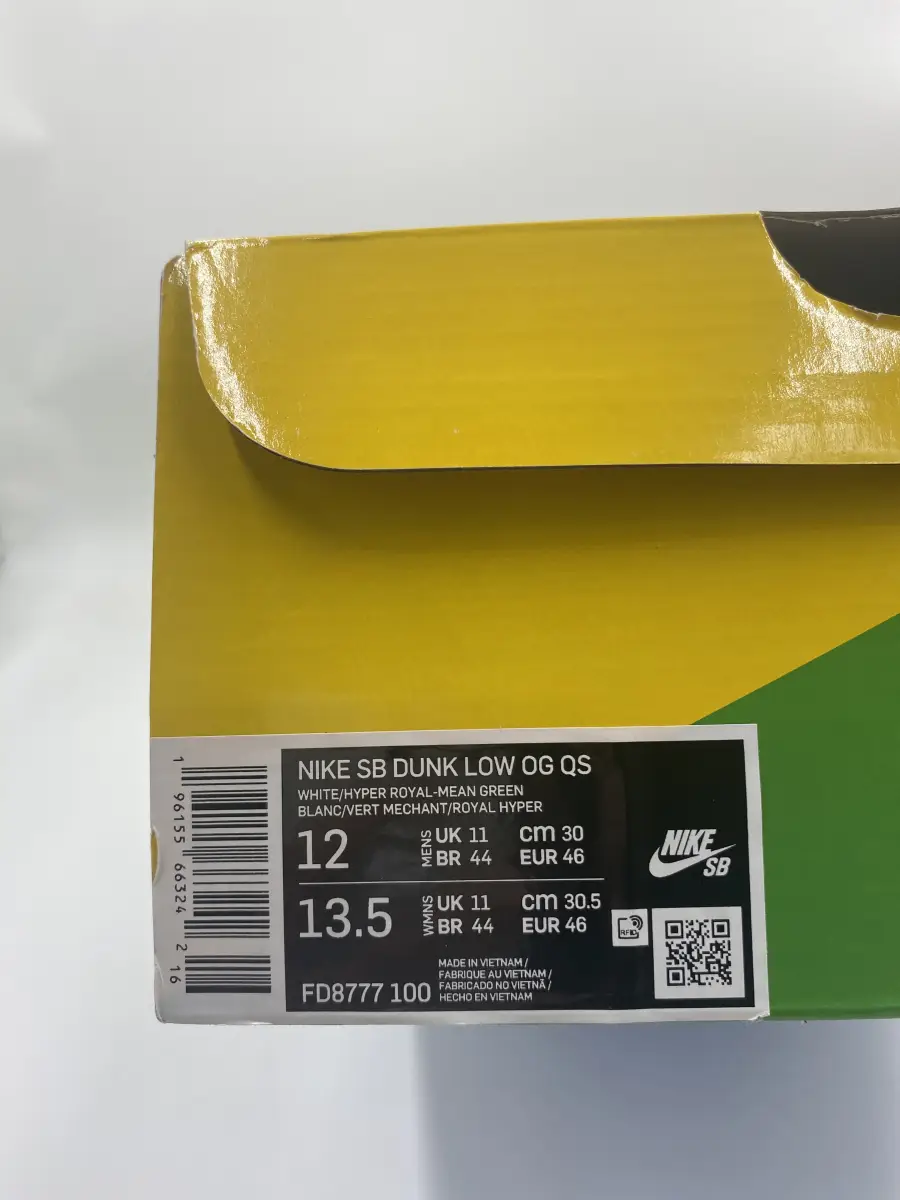 NIKE SB DUNK LOW OG QS
WHITE/HYPER ROYAL-MEAN GREEN
BLANC/VERT MECHANT/ROYAL HYPER
12 MENS UK 11 cm 30
BR 44 EUR 46
13.5 WMNS UK 11 cm 30.5
BR 44 EUR 46
FD8777 100
MADE IN VIETNAM /
FABRIQUE AU VIETNAM /
FABRICADO NO VIETNÃ /
HECHO EN VIETNAM
NIKE
SB
RFID
1 96155 66324 2 16